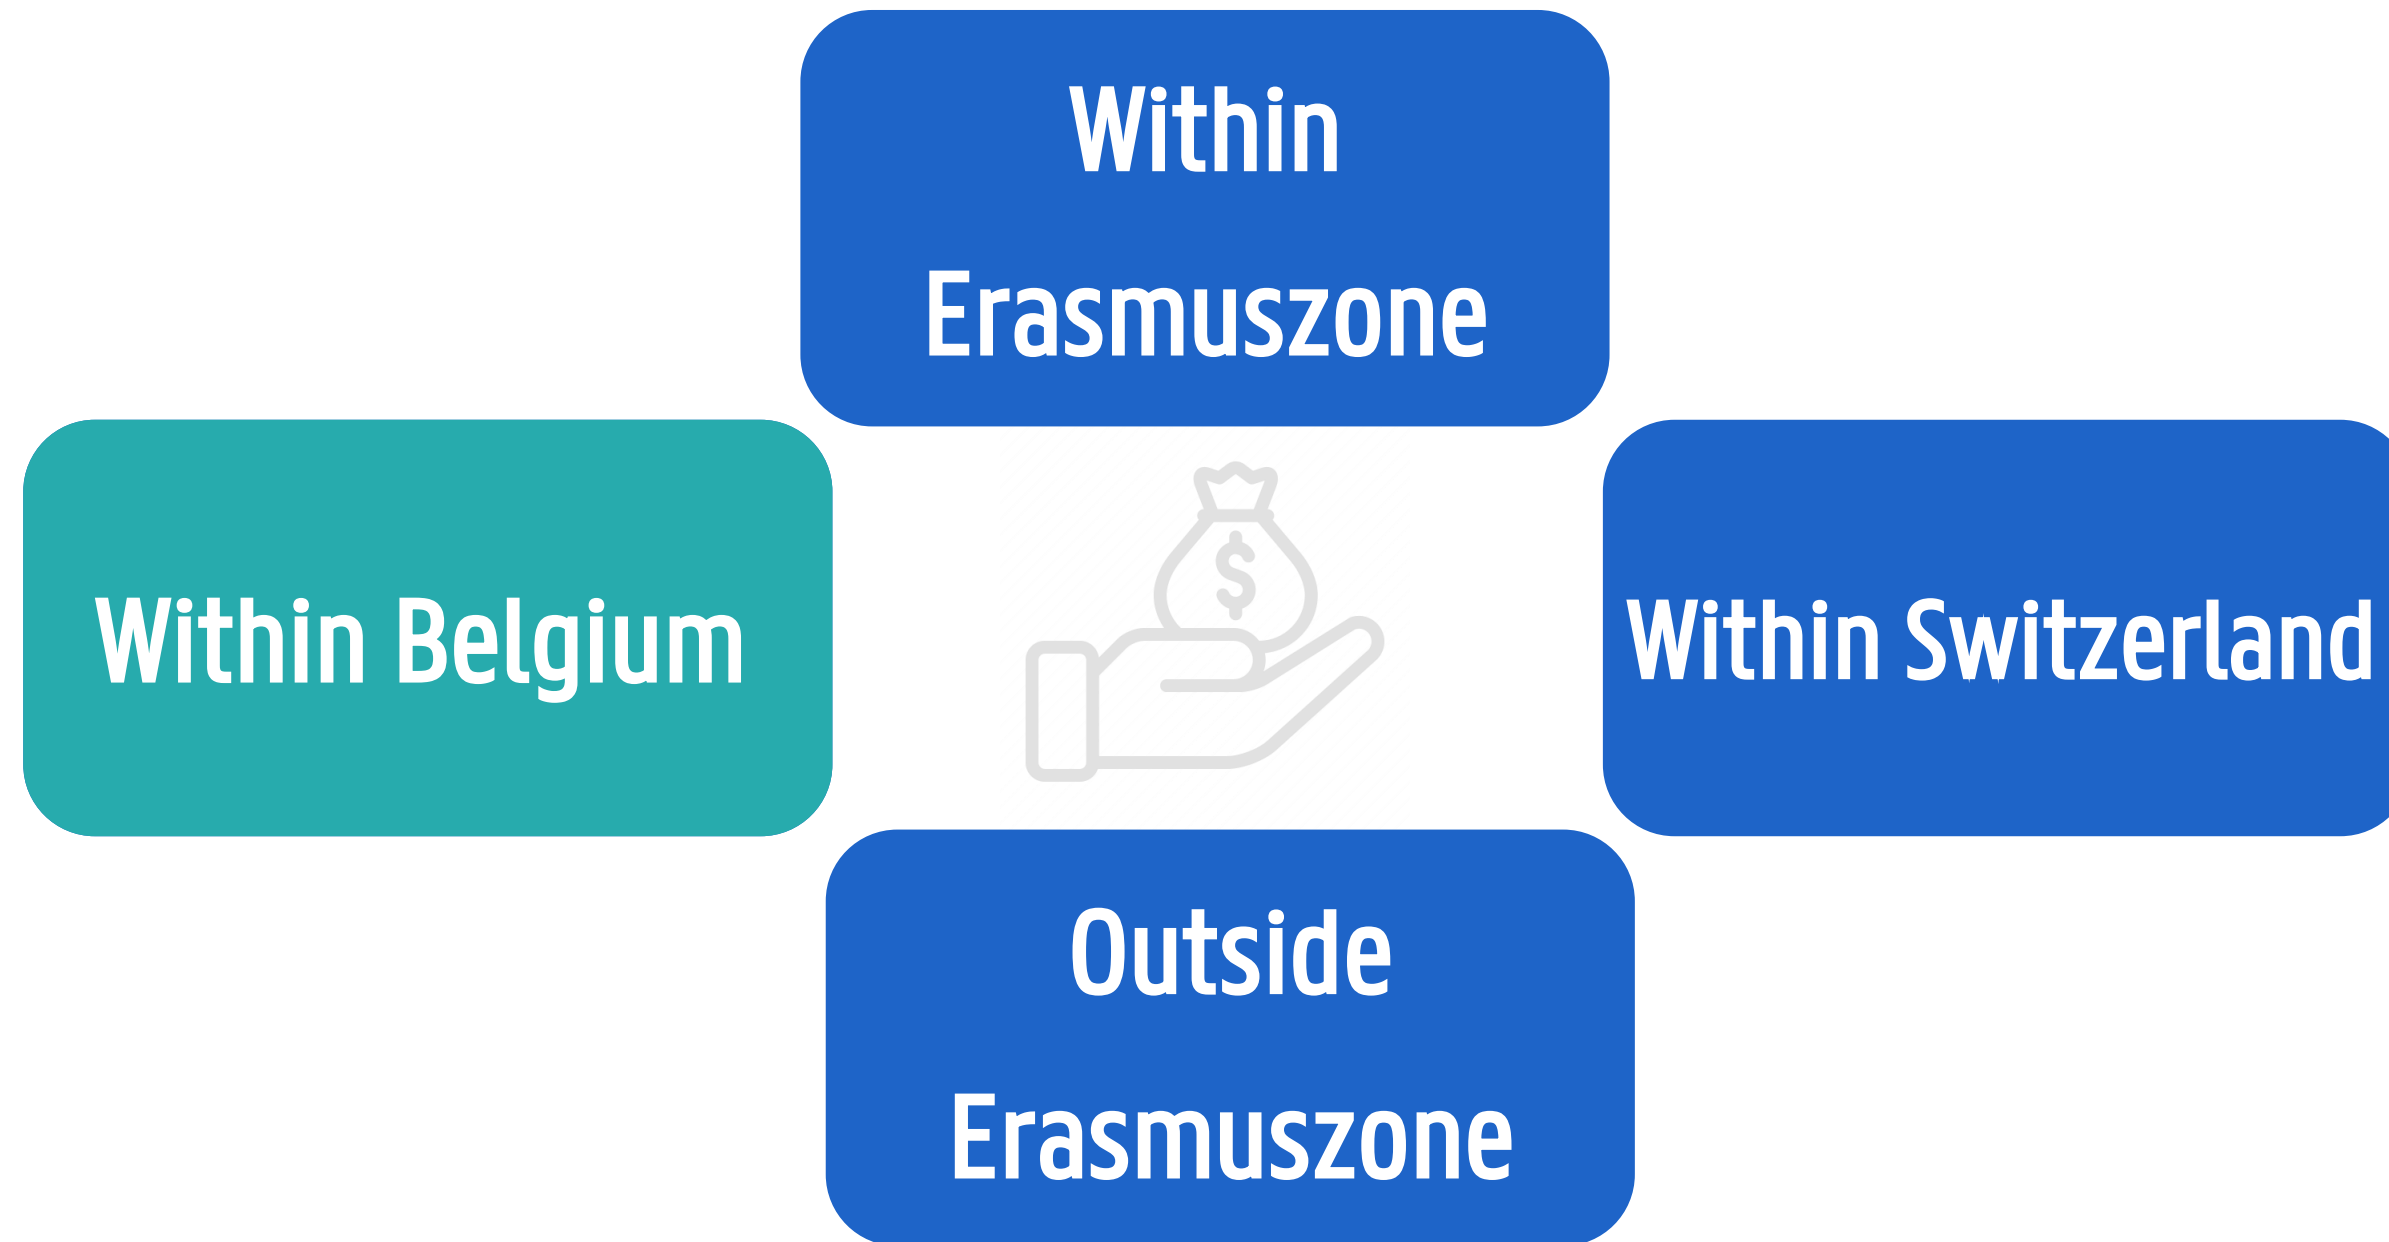 Within
Erasmuszone
Within Belgium
$
Within Switzerland
Outside
Erasmuszone